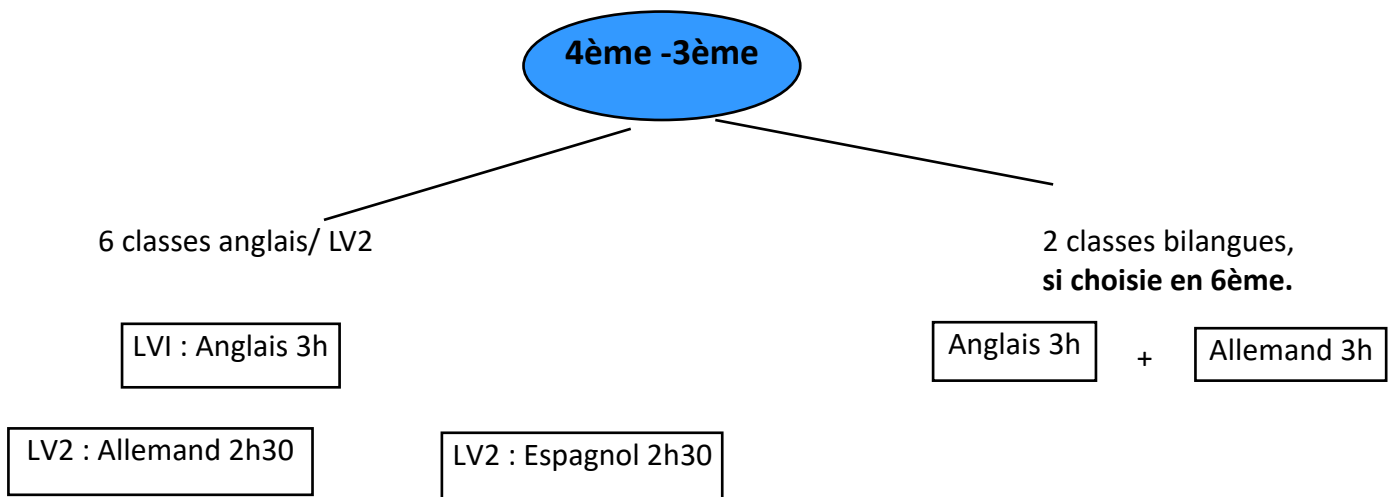 4ème -3ème
6 classes anglais/ LV2
2 classes bilangues,
si choisie en 6ème.
LVI : Anglais 3h
Anglais 3h
+
Allemand 3h
LV2 : Allemand 2h30
LV2 : Espagnol 2h30